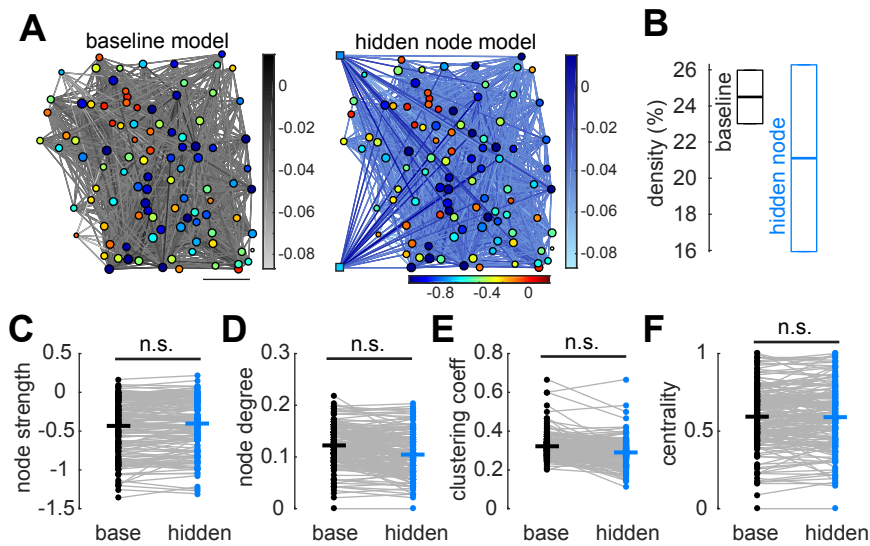 A
baseline model
0
-0.02
-0.04
-0.06
-0.08
hidden node model
0
-0.02
-0.04
-0.06
-0.08
-0.8
-0.4
0
B
density (%)
26
24
22
20
18
16
baseline
hidden node
C
n.s.
node strength
0.5
0
-0.5
-1
-1.5
base hidden
D
n.s.
node degree
0.3
0.2
0.1
0
base hidden
E
n.s.
clustering coeff
0.8
0.6
0.4
0.2
0
base hidden
F
n.s.
centrality
1
0.5
0
base hidden